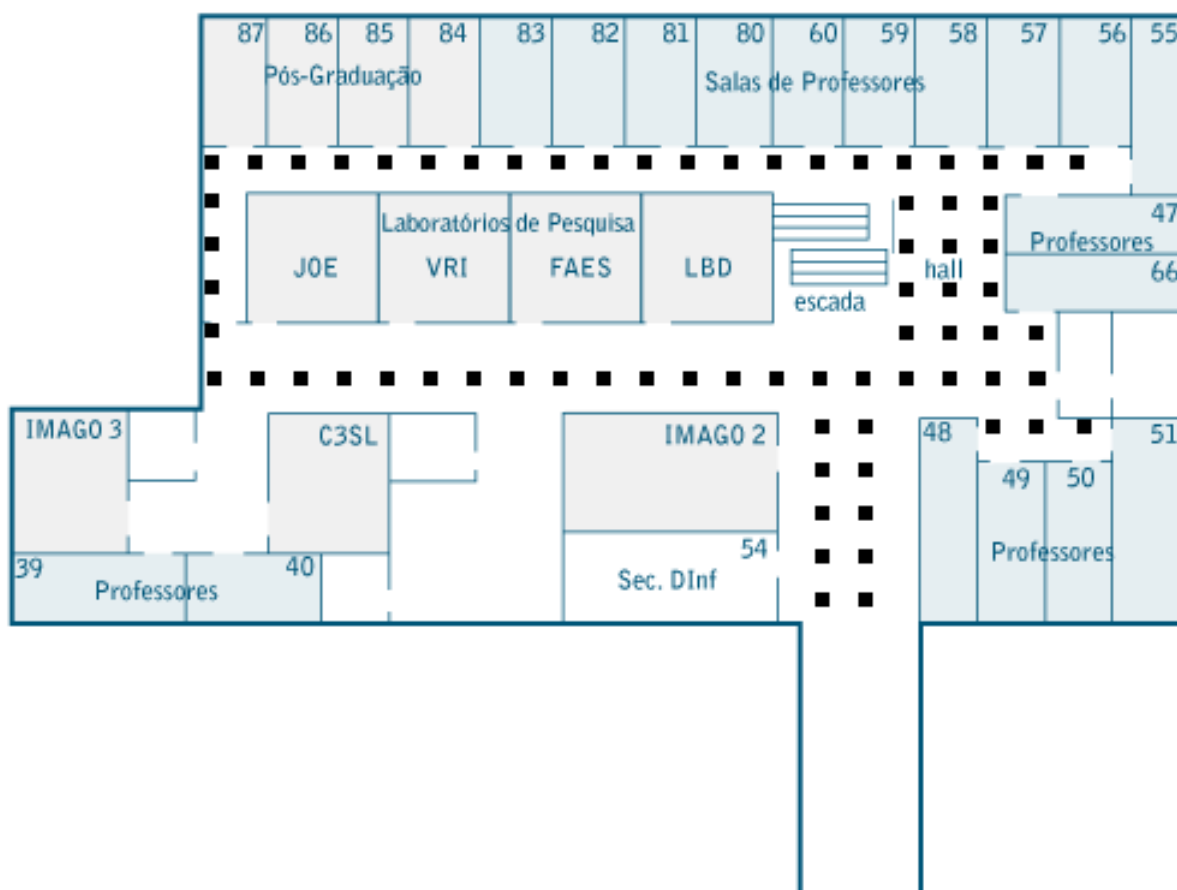 87 86 85 84 83 82 81 80 60 59 58 57 56 55
Pós-Graduação
Salas de Professores
47
Laboratórios de Pesquisa
Professores
JOE VRI FAES LBD
hall
66
escada
IMAGO 3
C3SL
IMAGO 2
48
51
49 50
54
39
40
Professores
Sec. DInf
Professores